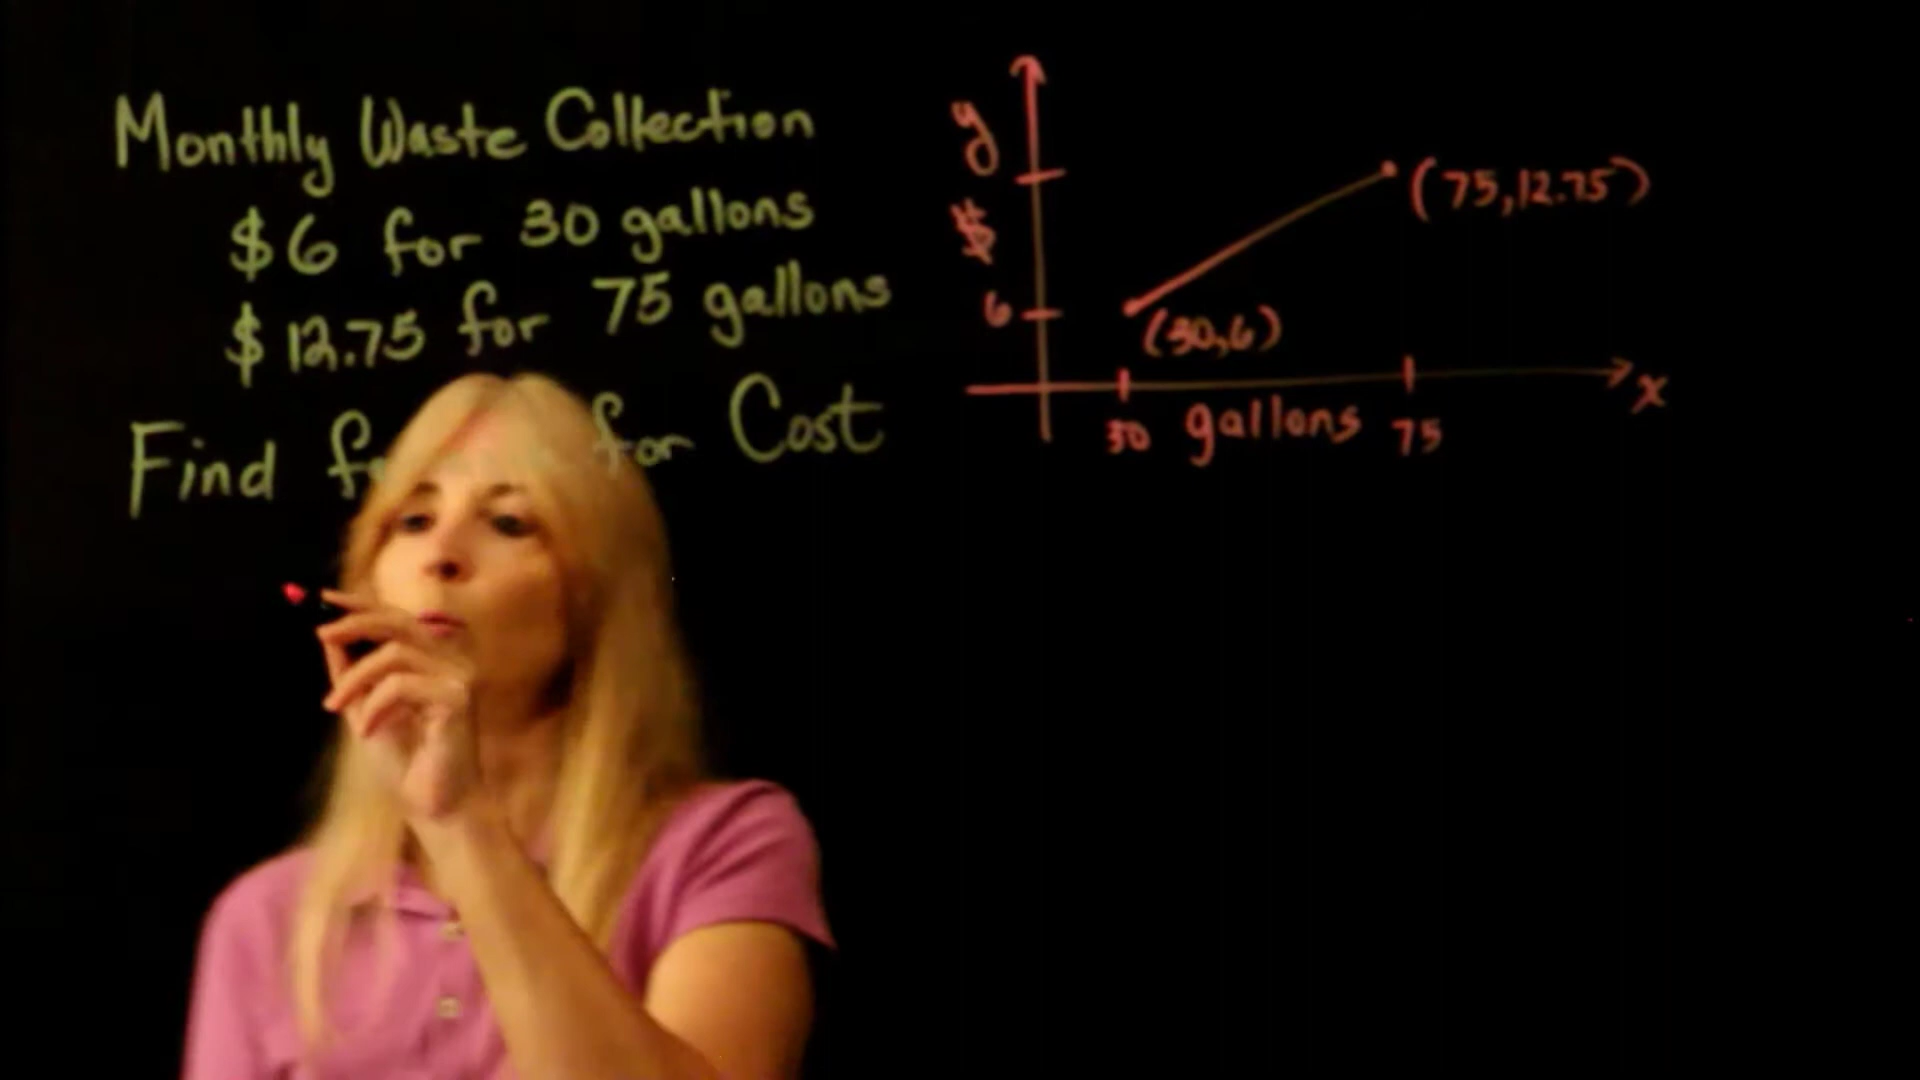 Monthly Waste Collection
$6 for 30 gallons
$12.75 for 75 gallons
Find for Cost
y
$
6
(75,12.75)
(30,6)
x
30 gallons 75